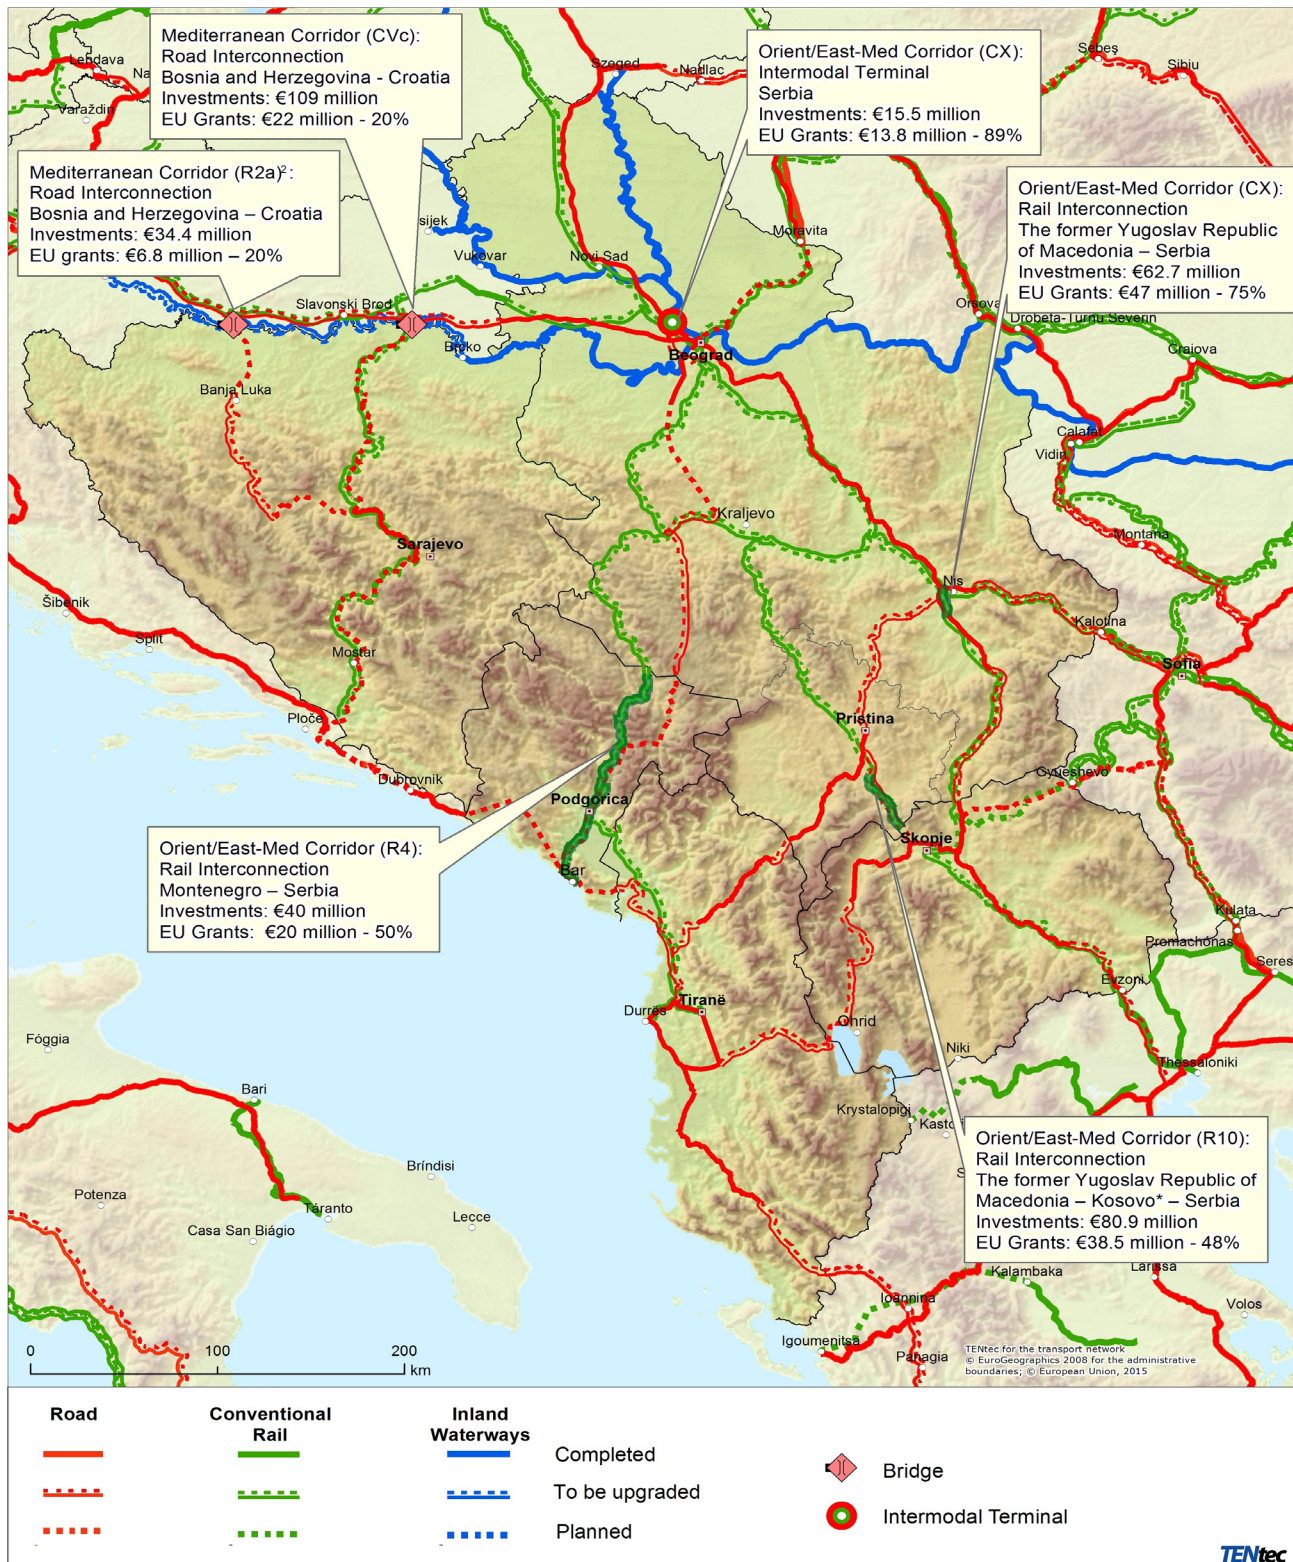 Mediterranean Corridor (CVc):
Road Interconnection
Bosnia and Herzegovina - Croatia
Investments: €109 million
EU Grants: €22 million - 20%
Orient/East-Med Corridor (CX):
Intermodal Terminal
Serbia
Investments: €15.5 million
EU Grants: €13.8 million - 89%
Mediterranean Corridor (R2a)²:
Road Interconnection
Bosnia and Herzegovina – Croatia
Investments: €34.4 million
EU grants: €6.8 million – 20%
Orient/East-Med Corridor (CX):
Rail Interconnection
The former Yugoslav Republic
of Macedonia – Serbia
Investments: €62.7 million
EU Grants: €47 million - 75%
Lendava
Na
Varaždin
Szeged
Nadlac
Sebeş
Sibiu
sijek
Vukovar
Novi Sad
Moravita
Slavonski Brod
Brcko
Beograd
Orsova
Drobeta-Turnu Severin
Craiova
Banja Luka
Calafat
Vidin
Kraljevo
Montana
Sarajevo
Nis
Šibenik
Split
Kalotina
Mostar
Sofia
Ploče
Pristina
Dubrovnik
Gyueshevo
Podgorica
Skopje
Bar
Orient/East-Med Corridor (R4):
Rail Interconnection
Montenegro – Serbia
Investments: €40 million
EU Grants: €20 million - 50%
Kulata
Promachónas
Seres
Evzoni
Tiranë
Durrës
Ohrid
Niki
Fóggia
Thessaloniki
Bari
Krystalopigi
Kasto
Orient/East-Med Corridor (R10):
Rail Interconnection
The former Yugoslav Republic of
Macedonia – Kosovo* – Serbia
Investments: €80.9 million
EU Grants: €38.5 million - 48%
S
Bríndisi
Potenza
Táranto
Lecce
Casa San Biágio
Kalambaka
Larissa
Ioannina
Volos
Igoumenitsa
Panagia
0 100 200
km
TENtec for the transport network
© EuroGeographics 2008 for the administrative
boundaries; © European Union, 2015
Road
Conventional
Rail
Inland
Waterways
Completed
To be upgraded
Planned
Bridge
Intermodal Terminal
TENtec